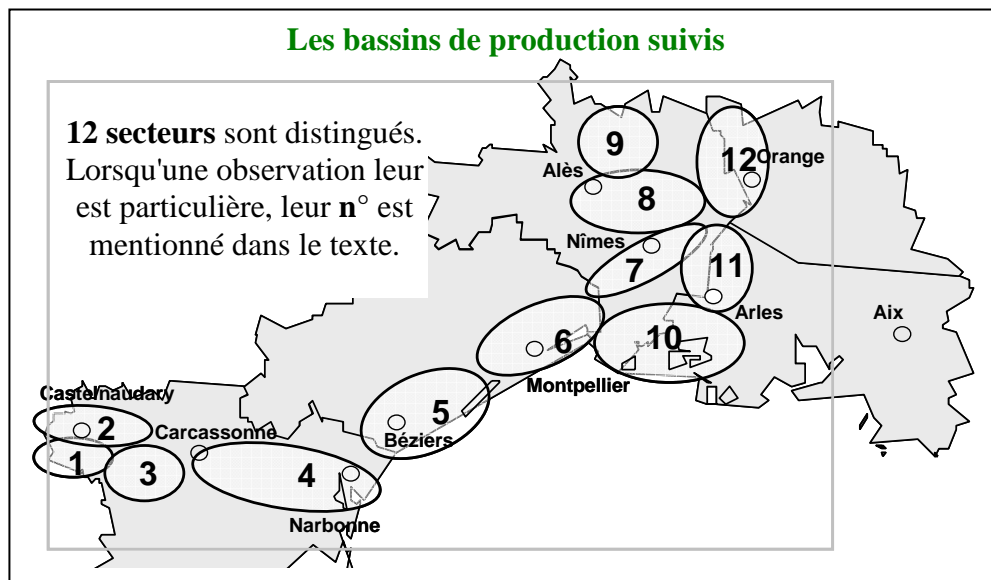 Les bassins de production suivis
12 secteurs sont distingués.
Lorsqu'une observation leur
est particulière, leur n° est
mentionné dans le texte.
9
12
Orange
Alès
8
Nîmes
7
11
Arles
Aix
6
10
Montpellier
Castelnaudary
2
Carcassonne
5
Béziers
1
3
4
Narbonne